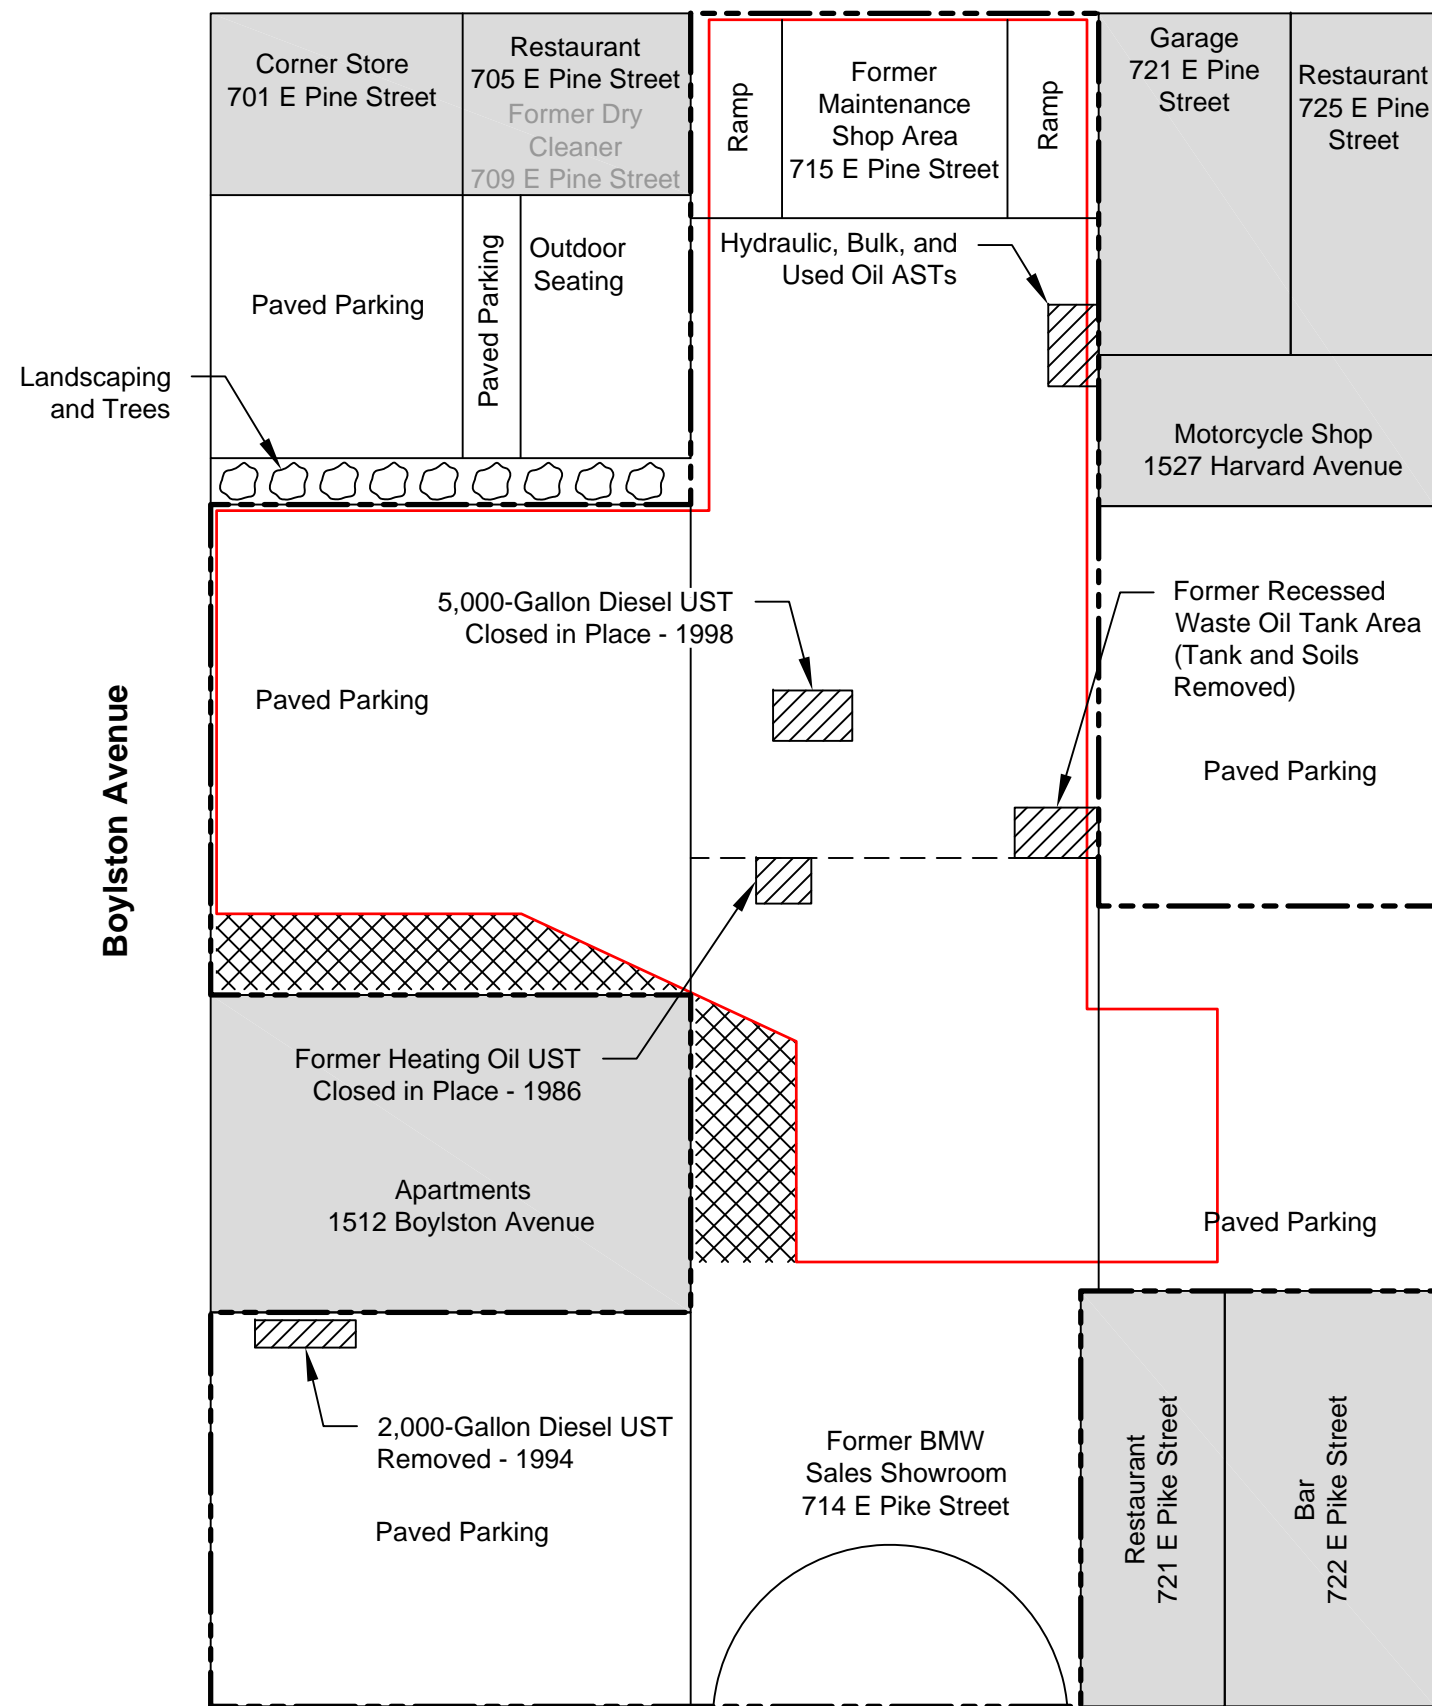 Corner Store
701 E Pine Street
Restaurant
705 E Pine Street
Former Dry
Cleaner
709 E Pine Street
Ramp
Former
Maintenance
Shop Area
715 E Pine Street
Ramp
Garage
721 E Pine
Street
Restaurant
725 E Pine
Street
Paved Parking
Paved Parking
Outdoor
Seating
Hydraulic, Bulk, and
Used Oil ASTs
Landscaping
and Trees
Motorcycle Shop
1527 Harvard Avenue
5,000-Gallon Diesel UST
Closed in Place - 1998
Former Recessed
Waste Oil Tank Area
(Tank and Soils
Removed)
Paved Parking
Paved Parking
Boylston Avenue
Former Heating Oil UST
Closed in Place - 1986
Apartments
1512 Boylston Avenue
Paved Parking
2,000-Gallon Diesel UST
Removed - 1994
Paved Parking
Former BMW
Sales Showroom
714 E Pike Street
Restaurant
721 E Pike Street
Bar
722 E Pike Street